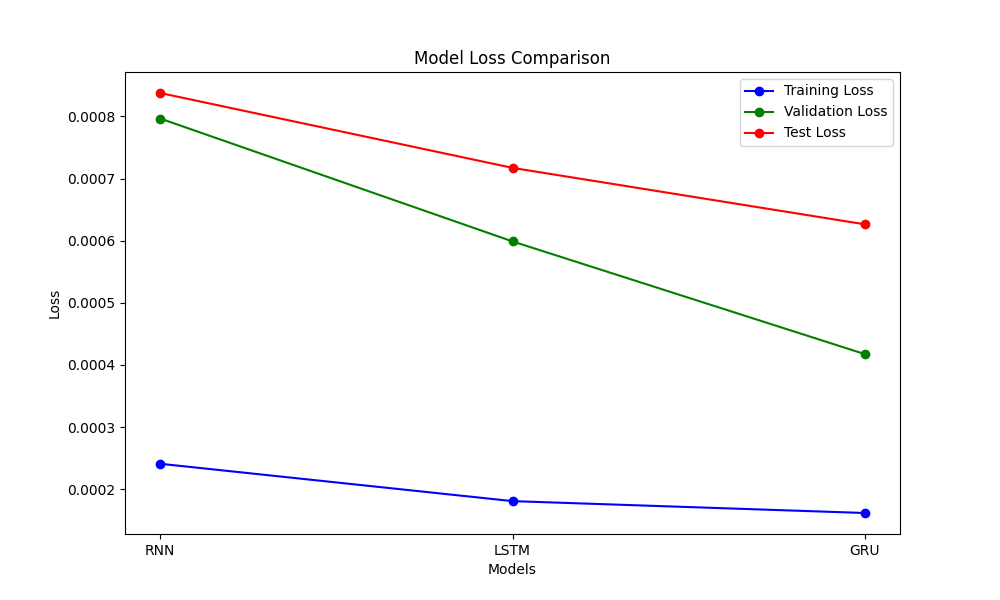 Model Loss Comparison
Training Loss
Validation Loss
Test Loss
0.0008
0.0007
0.0006
0.0005
0.0004
0.0003
0.0002
Loss
RNN
LSTM
GRU
Models